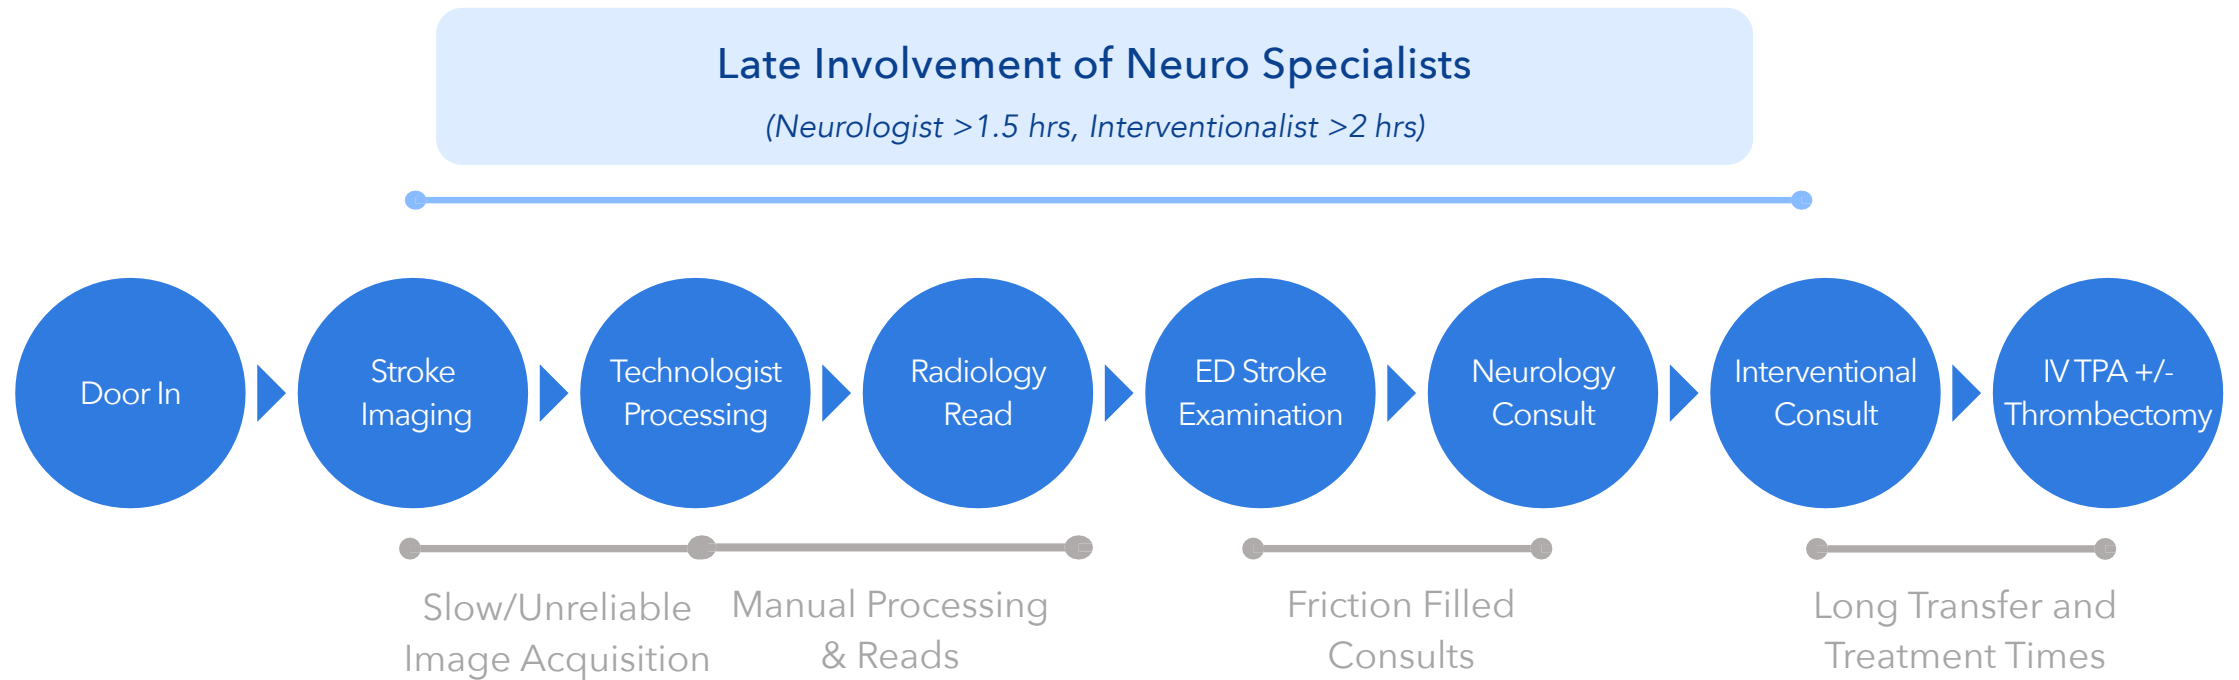 Late Involvement of Neuro Specialists
(Neurologist >1.5 hrs, Interventionalist >2 hrs)
Door In
Stroke
Imaging
Technologist
Processing
Radiology
Read
ED Stroke
Examination
Neurology
Consult
Interventional
Consult
IV TPA +/-
Thrombectomy
Slow/Unreliable
Image Acquisition
Manual Processing
& Reads
Friction Filled
Consults
Long Transfer and
Treatment Times